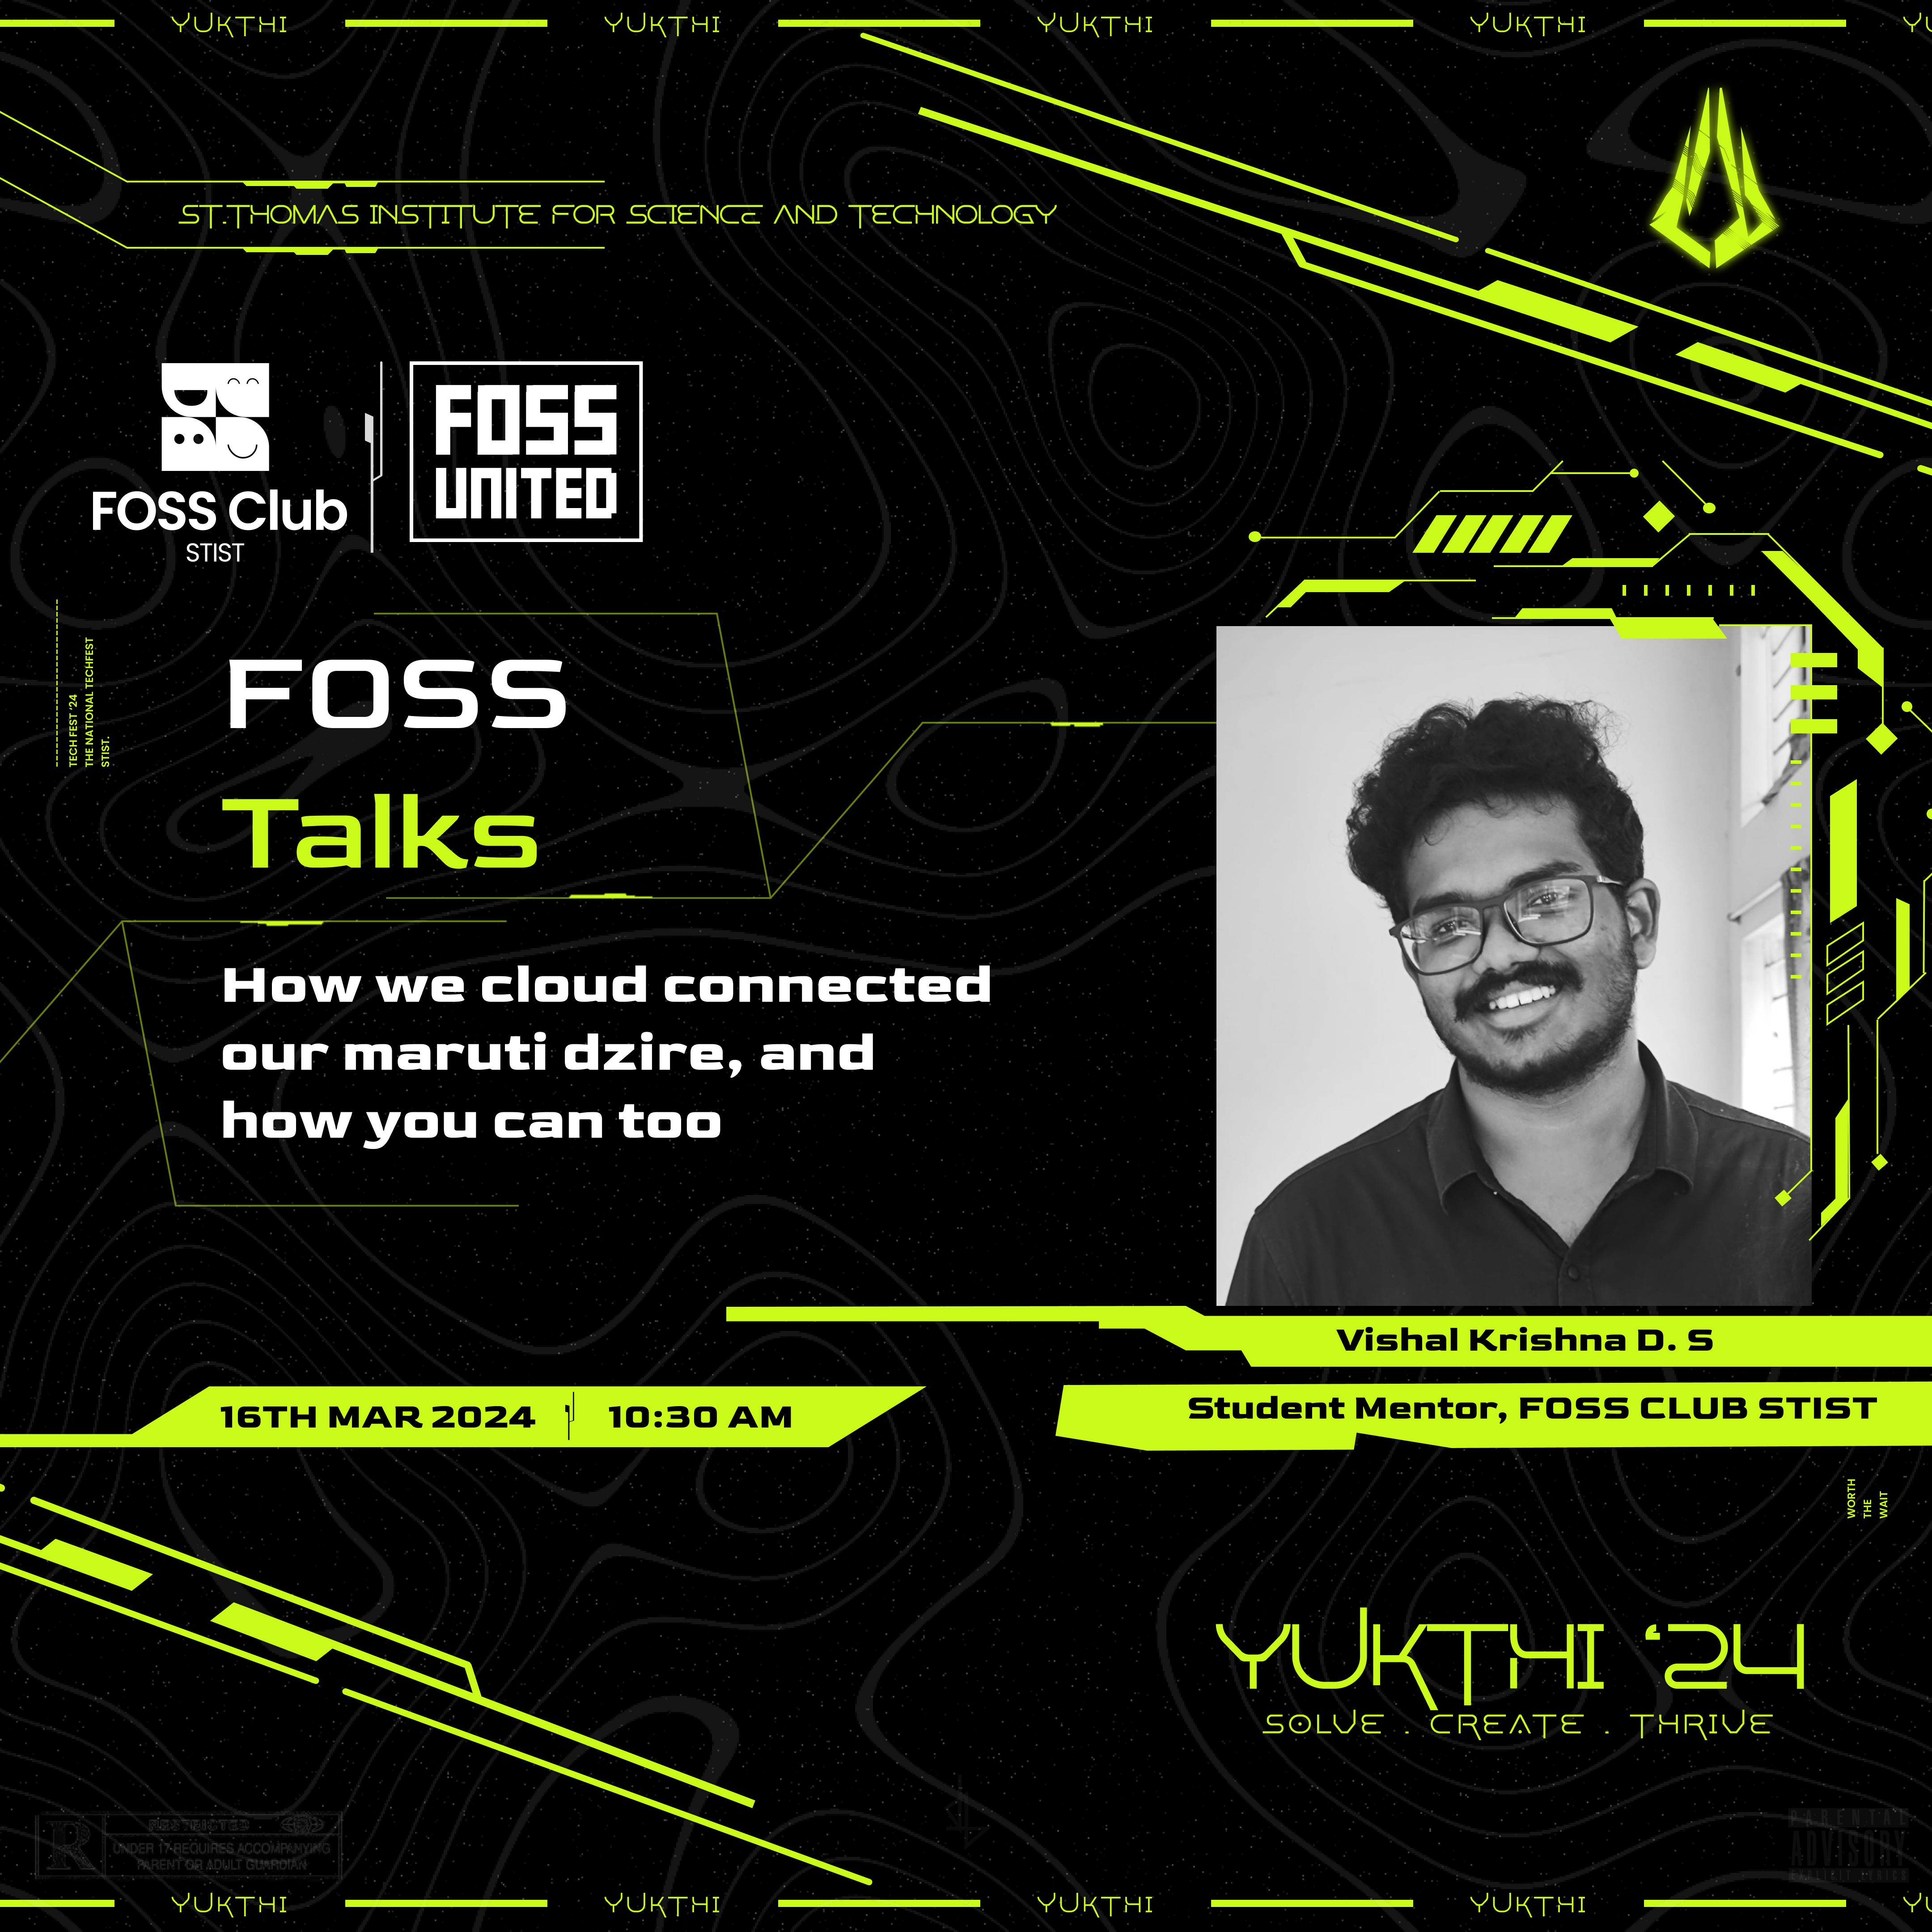 YUKTHI YUKTHI YUKTHI YUKTHI
ST.THOMAS INSTITUTE FOR SCIENCE AND TECHNOLOGY
FOSS Club
STIST
FOSS
UNITED
TECH FEST '24
THE NATIONAL TECHFEST
STIST.
FOSS
Talks
How we cloud connected
our maruti dzire, and
how you can too
Vishal Krishna D. S
Student Mentor, FOSS CLUB STIST
16TH MAR 2024 10:30 AM
WORTH
THE
WAIT
YUKTHI '24
SOLVE . CREATE . THRIVE
R
RESTRICTED
UNDER 17 REQUIRES ACCOMPANYING
PARENT OR ADULT GUARDIAN
PARENTAL
ADVISORY
YUKTHI YUKTHI YUKTHI YUKTHI